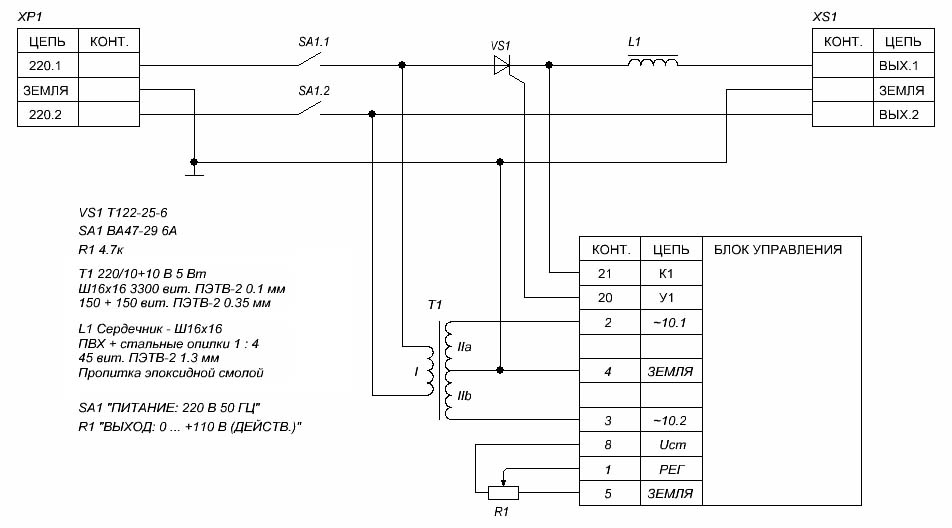 XP1
XS1
ЦЕПЬ КОНТ.
220.1
ЗЕМЛЯ
220.2
SA1.1
SA1.2
VS1
L1
КОНТ. ЦЕПЬ
ВЫХ.1
ЗЕМЛЯ
ВЫХ.2
VS1 Т122-25-6
SA1 ВА47-29 6А
R1 4.7к
Т1 220/10+10 В 5 Вт
Ш16х16 3300 вит. ПЭТВ-2 0.1 мм
150 + 150 вит. ПЭТВ-2 0.35 мм
L1 Сердечник - Ш16х16
ПВХ + стальные опилки 1 : 4
45 вит. ПЭТВ-2 1.3 мм
Пропитка эпоксидной смолой
SA1 "ПИТАНИЕ: 220 В 50 ГЦ"
R1 "ВЫХОД: 0 ... +110 В (ДЕЙСТВ.)"
Т1
I
IIa
IIb
КОНТ. ЦЕПЬ БЛОК УПРАВЛЕНИЯ
21 К1
20 У1
2 ~10.1
4 ЗЕМЛЯ
3 ~10.2
8 Uст
1 РЕГ
5 ЗЕМЛЯ
R1